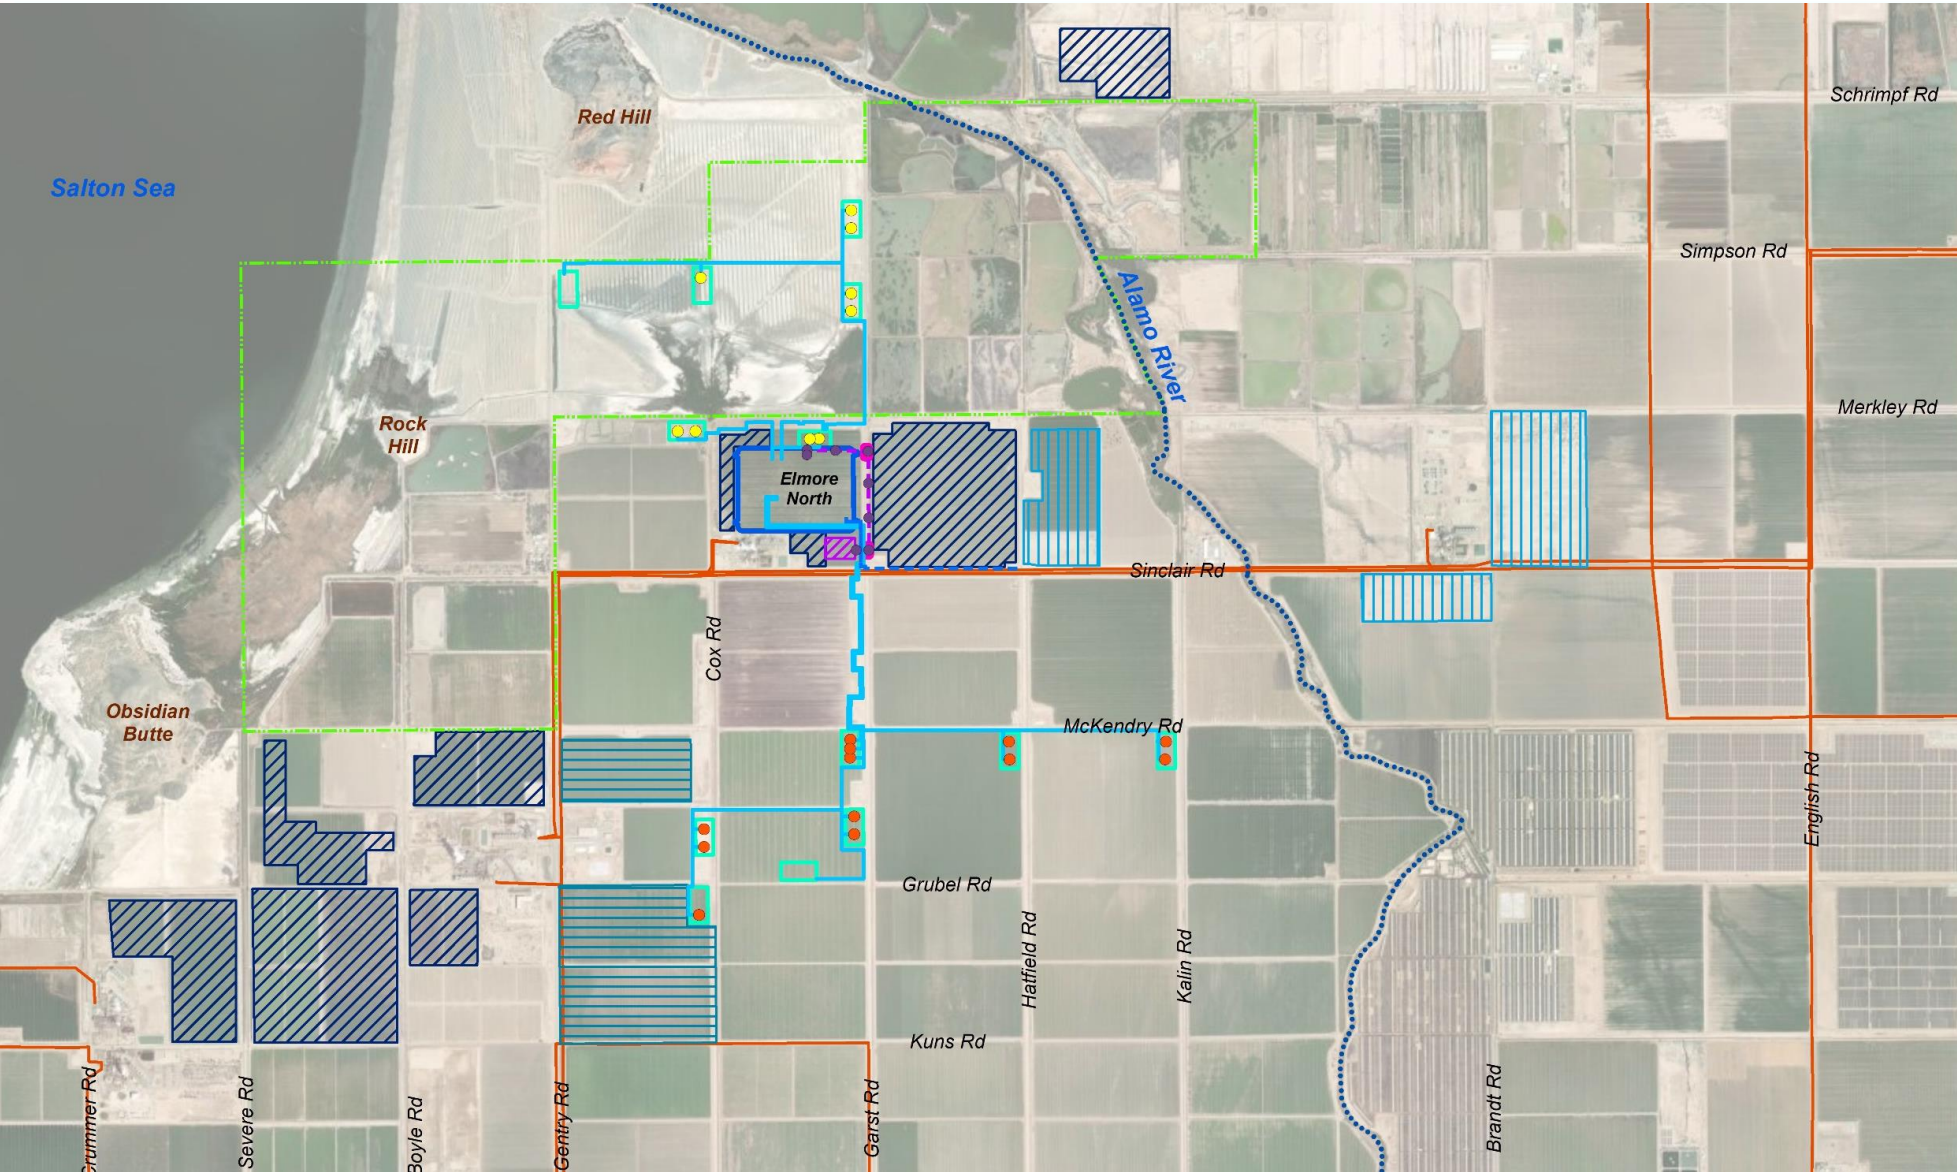 Schrimpf Rd
Red Hill
Salton Sea
Simpson Rd
Alamo River
Merkley Rd
Rock
Hill
Elmore
North
Sinclair Rd
Cox Rd
Obsidian
Butte
McKendry Rd
English Rd
Grubel Rd
Hatfield Rd
Kalin Rd
Kuns Rd
Crummer Rd
Severe Rd
Boyle Rd
Gentry Rd
Garst Rd
Brandt Rd